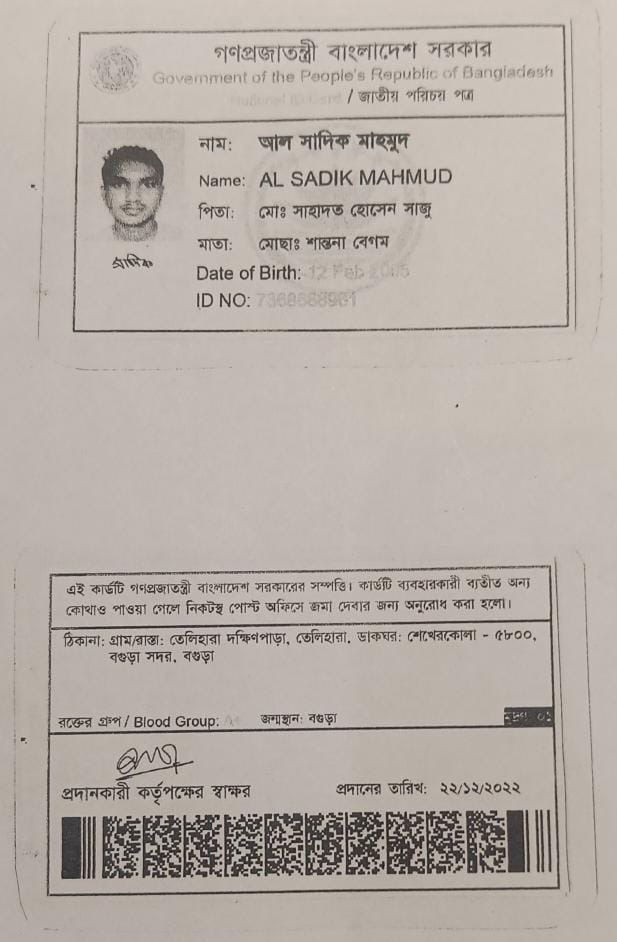 গণপ্রজাতন্ত্রী বাংলাদেশ সরকার
Government of the People's Republic of Bangladesh
National ID Card / জাতীয় পরিচয় পত্র
নাম: আল সাদিক মাহমুদ
Name: AL SADIK MAHMUD
পিতা: মোঃ সাহাদত হোসেন সাজু
মাতা: মোছাঃ শান্তনা বেগম
সাদিক
Date of Birth: 12 Feb 2005
ID NO:
এই কার্ডটি গণপ্রজাতন্ত্রী বাংলাদেশ সরকারের সম্পত্তি। কার্ডটি ব্যবহারকারী ব্যতীত অন্য
কোথাও পাওয়া গেলে নিকটস্থ পোস্ট অফিসে জমা দেবার জন্য অনুরোধ করা হলো।
ঠিকানা: গ্রাম/রাস্তা: তেলিহারা দক্ষিণপাড়া, তেলিহারা, ডাকঘর: শেখেরকোলা - ৫৮০০,
বগুড়া সদর, বগুড়া
রক্তের গ্রুপ / Blood Group: জন্মস্থান: বগুড়া
প্রদানকারী কর্তৃপক্ষের স্বাক্ষর প্রদানের তারিখ: ২২/১২/২০২২